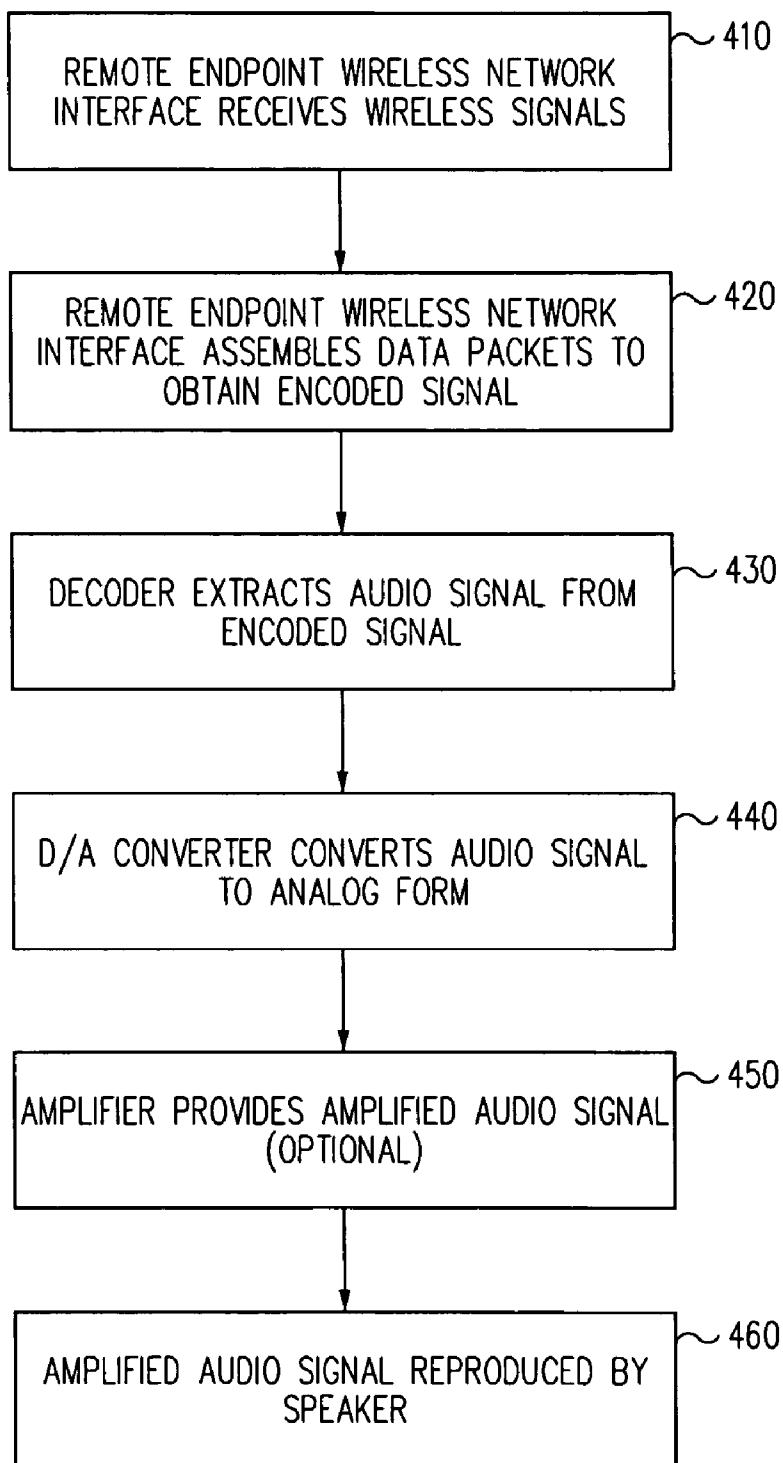 410
REMOTE ENDPOINT WIRELESS NETWORK
INTERFACE RECEIVES WIRELESS SIGNALS
420
REMOTE ENDPOINT WIRELESS NETWORK
INTERFACE ASSEMBLES DATA PACKETS TO
OBTAIN ENCODED SIGNAL
430
DECODER EXTRACTS AUDIO SIGNAL FROM
ENCODED SIGNAL
440
D/A CONVERTER CONVERTS AUDIO SIGNAL
TO ANALOG FORM
450
AMPLIFIER PROVIDES AMPLIFIED AUDIO SIGNAL
(OPTIONAL)
460
AMPLIFIED AUDIO SIGNAL REPRODUCED BY
SPEAKER